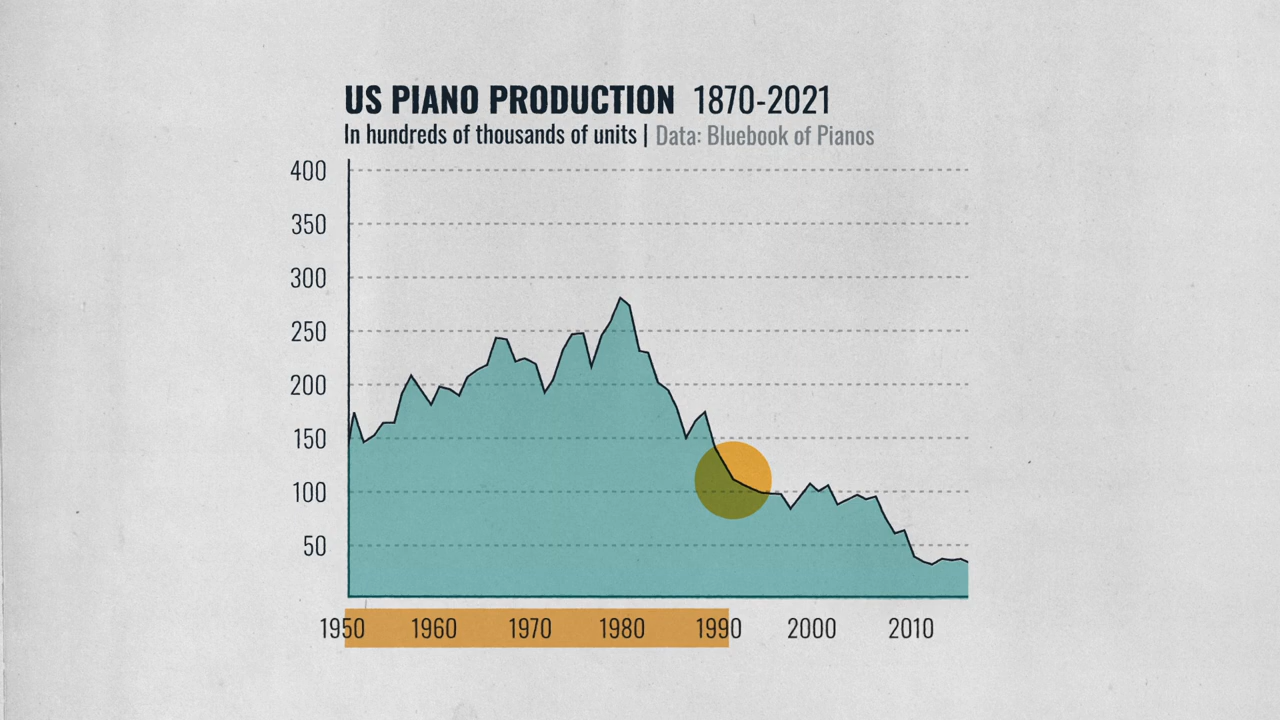 US PIANO PRODUCTION 1870-2021
In hundreds of thousands of units | Data: Bluebook of Pianos
400
350
300
250
200
150
100
50
1950 1960 1970 1980 1990 2000 2010